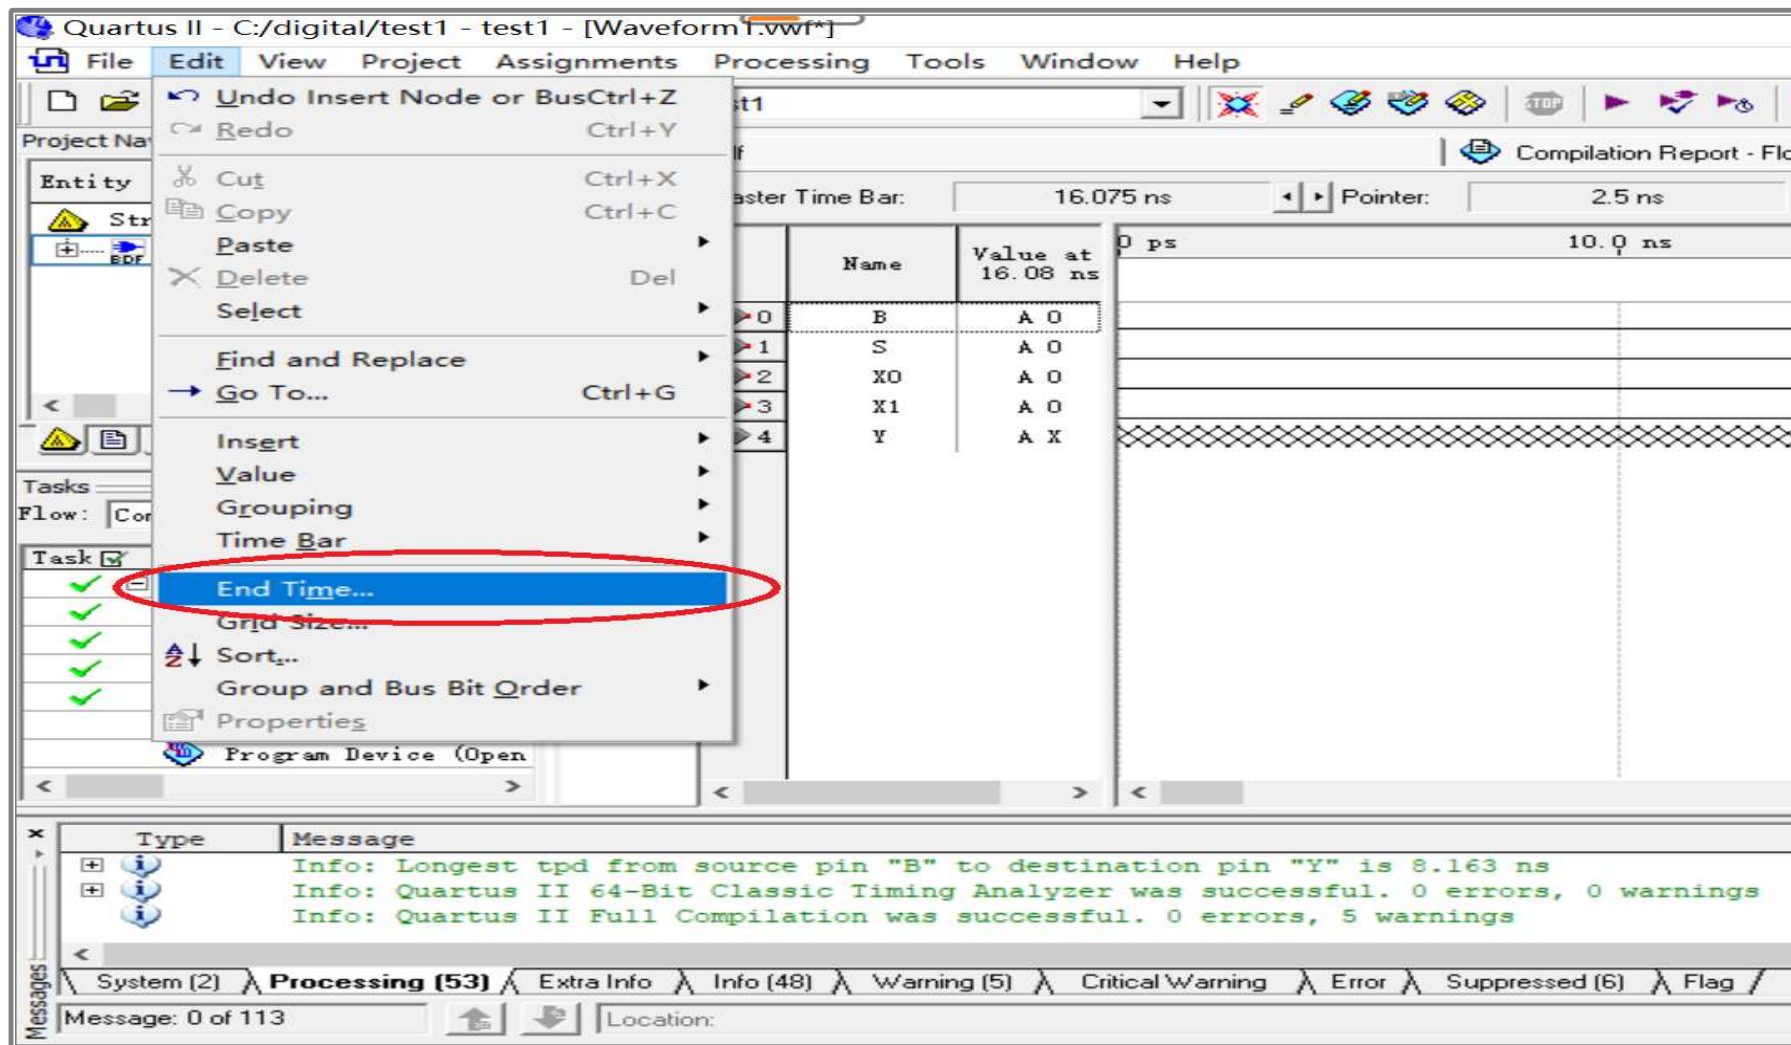 Quartus II - C:/digital/test1 - test1 - [Waveform1.vwf*]
File Edit View Project Assignments Processing Tools Window Help
Undo Insert Node or Bus Ctrl+Z
Redo Ctrl+Y
Cut Ctrl+X
Copy Ctrl+C
Paste
Delete Del
Select
Find and Replace
Go To... Ctrl+G
Insert
Value
Grouping
Time Bar
End Time...
Grid Size...
Sort...
Group and Bus Bit Order
Properties
st1
STOP
Project Na
Entity
Str
BDF
Tasks
Flow: Com
Task
Program Device (Open
Compilation Report - Flo
aster Time Bar: 16.075 ns Pointer: 2.5 ns
Name Value at 16.08 ns 0 ps 10.0 ns
0 B A 0
1 S A 0
2 X0 A 0
3 X1 A 0
4 Y A X
Type Message
Info: Longest tpd from source pin "B" to destination pin "Y" is 8.163 ns
Info: Quartus II 64-Bit Classic Timing Analyzer was successful. 0 errors, 0 warnings
Info: Quartus II Full Compilation was successful. 0 errors, 5 warnings
System (2) Processing (53) Extra Info Info (48) Warning (5) Critical Warning Error Suppressed (6) Flag
Messages
Message: 0 of 113 Location: